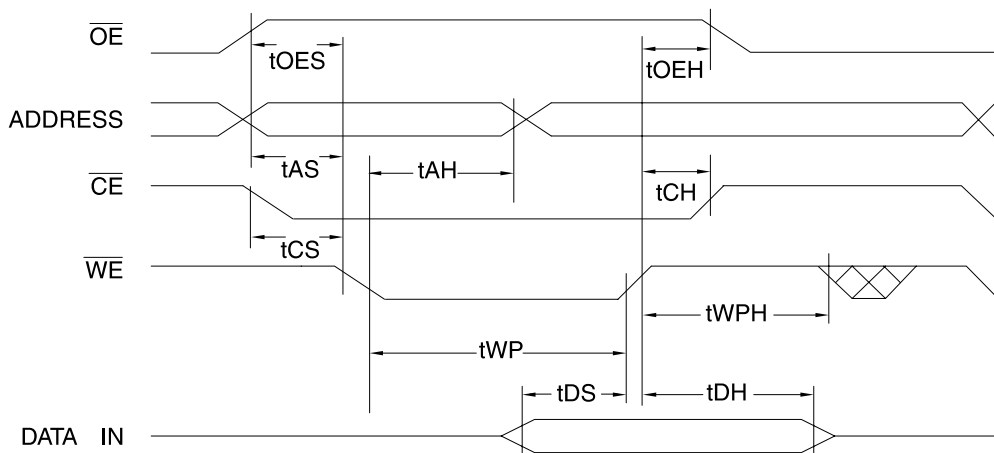 OE
tOES
tOEH
ADDRESS
tAS
tAH
tCH
CE
tCS
WE
tWPH
tWP
tDS
tDH
DATA IN